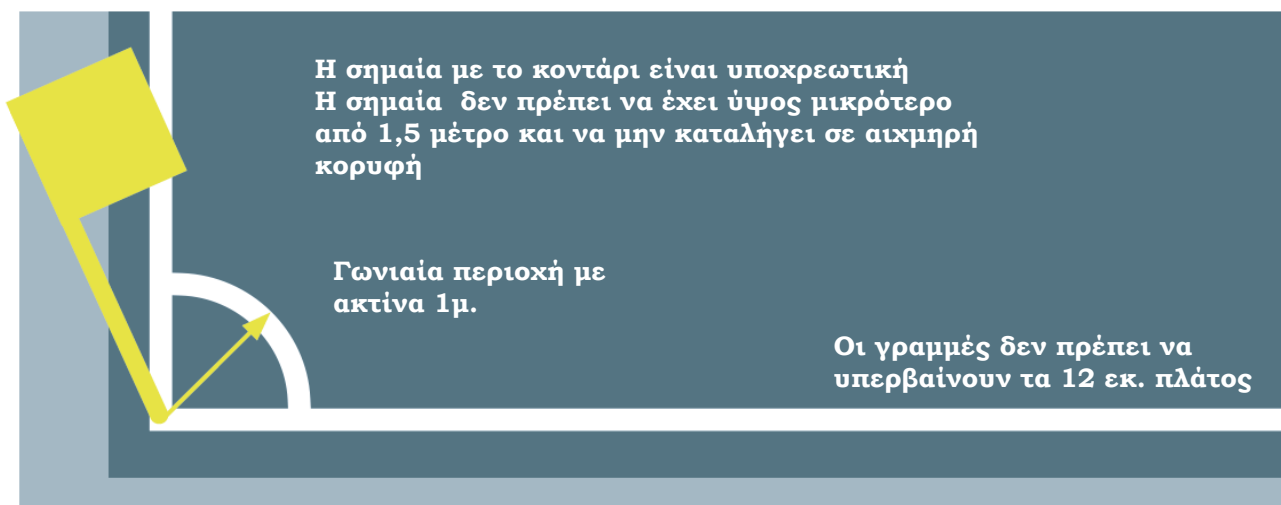 Η σημαία με το κοντάρι είναι υποχρεωτική
Η σημαία δεν πρέπει να έχει ύψος μικρότερο
από 1,5 μέτρο και να μην καταλήγει σε αιχμηρή
κορυφή
Γωνιαία περιοχή με
ακτίνα 1μ.
Οι γραμμές δεν πρέπει να
υπερβαίνουν τα 12 εκ. πλάτος